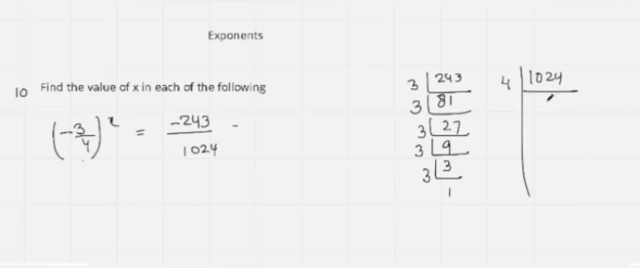 Exponents
10 Find the value of x in each of the following
(-3/4)^x = -243/1024 -
3 | 243
3 | 81
3 | 27
3 | 9
3 | 3
1
4 | 1024